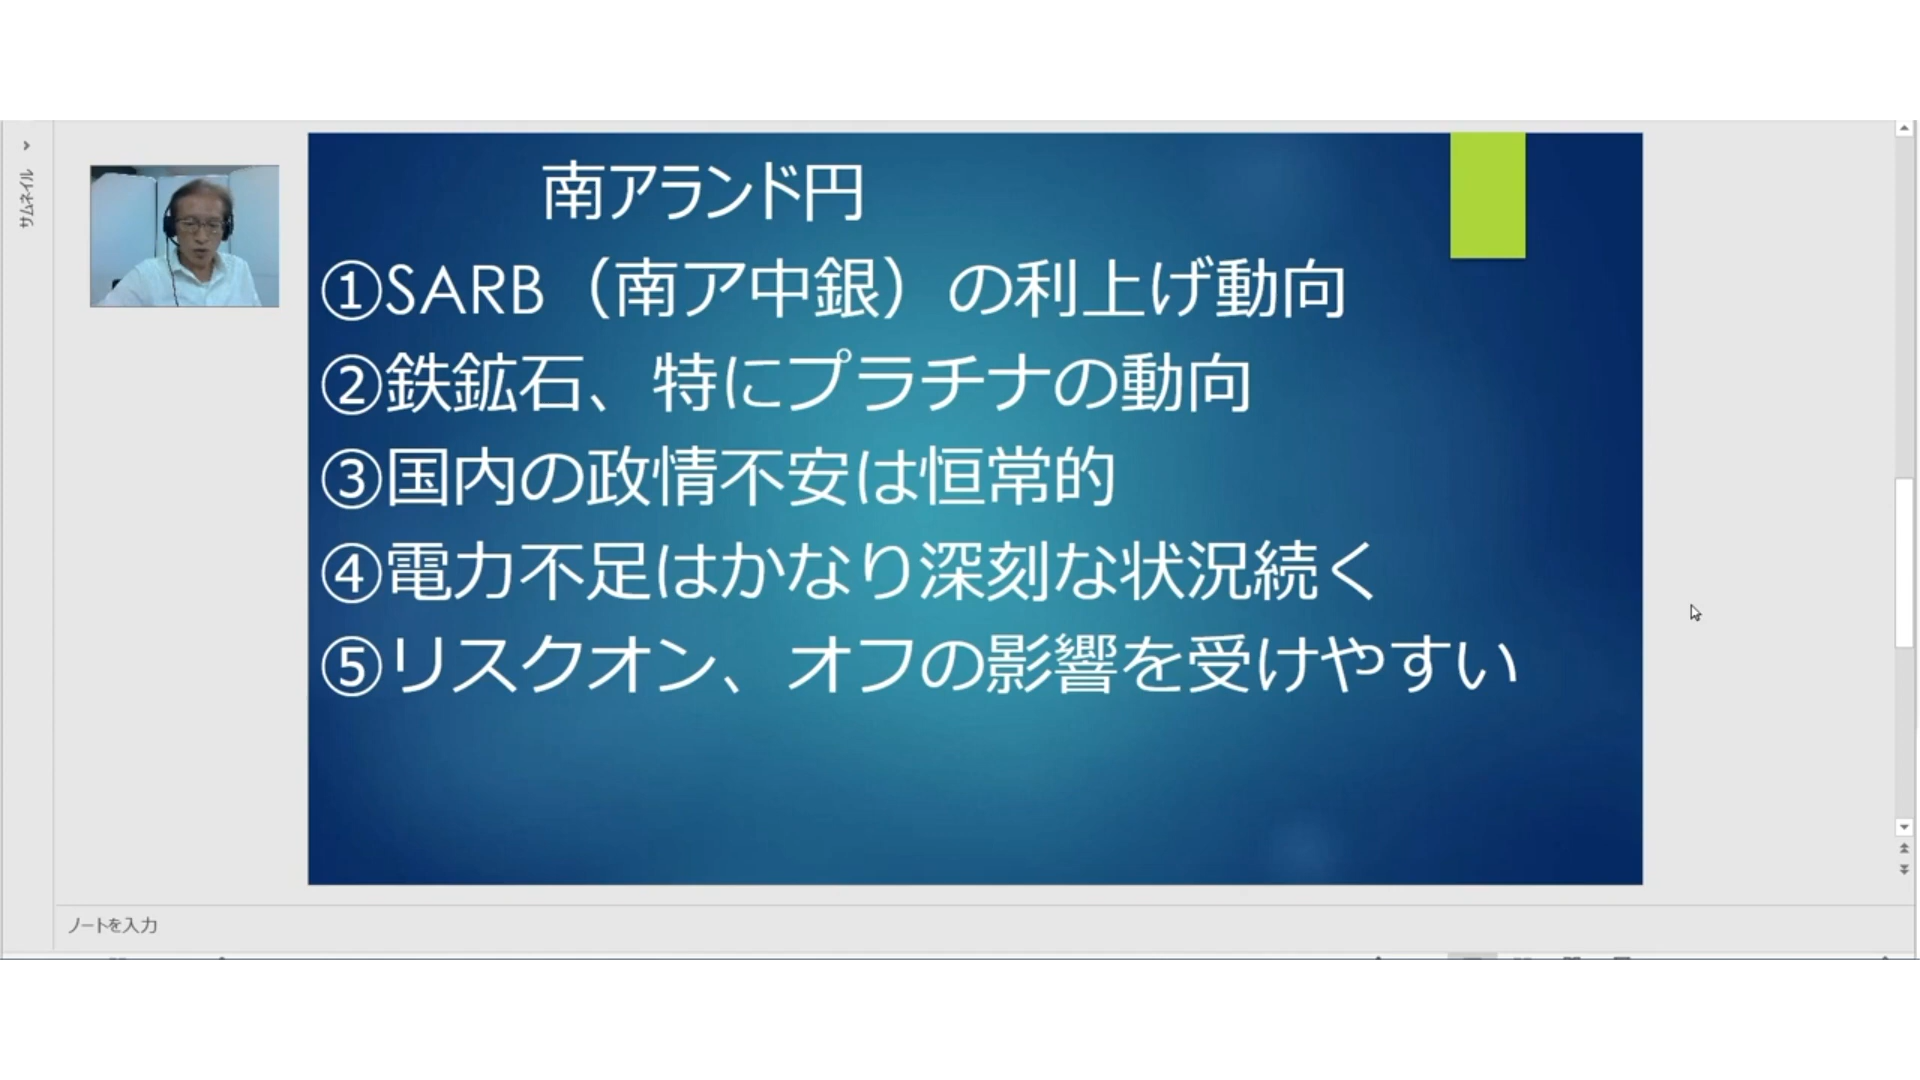 サムネイル
南アランド円
①SARB（南ア中銀）の利上げ動向
②鉄鉱石、特にプラチナの動向
③国内の政情不安は恒常的
④電力不足はかなり深刻な状況続く
⑤リスクオン、オフの影響を受けやすい
ノートを入力